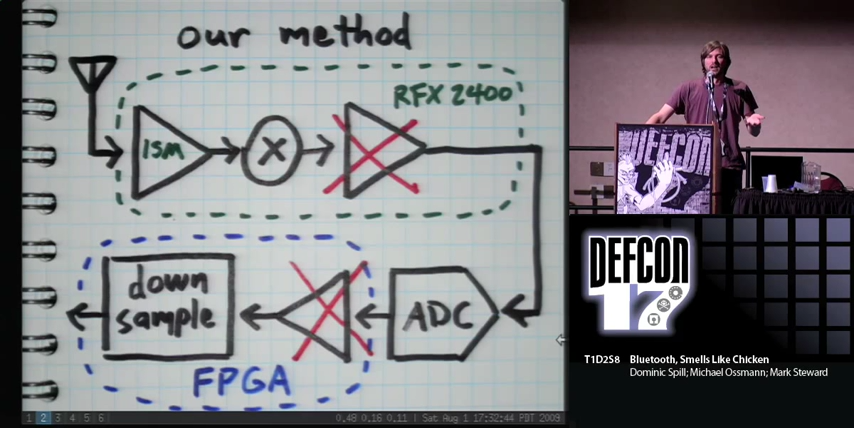 our method
RFX 2400
ISM
X
down
sample
ADC
FPGA
1 2 3 4 5 6
0.48 0.16 0.11 | Sat Aug 1 17:32:44 PDT 2009
DEFCON
DEFCON
17
T1D2S8 Bluetooth, Smells Like Chicken
Dominic Spill; Michael Ossmann; Mark Steward